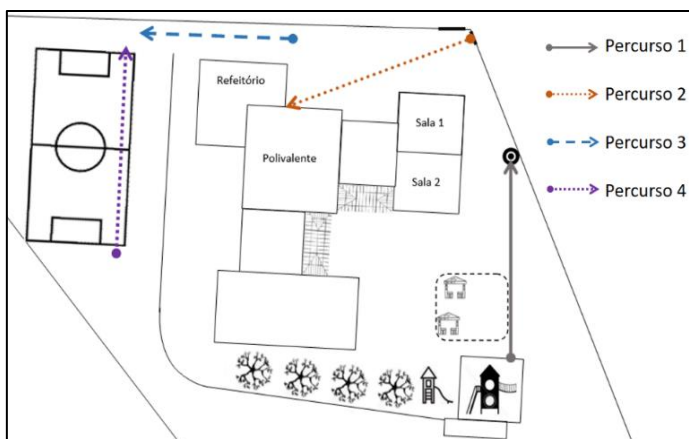 Percurso 1
Percurso 2
Refeitório
Sala 1
Percurso 3
Polivalente
Sala 2
Percurso 4